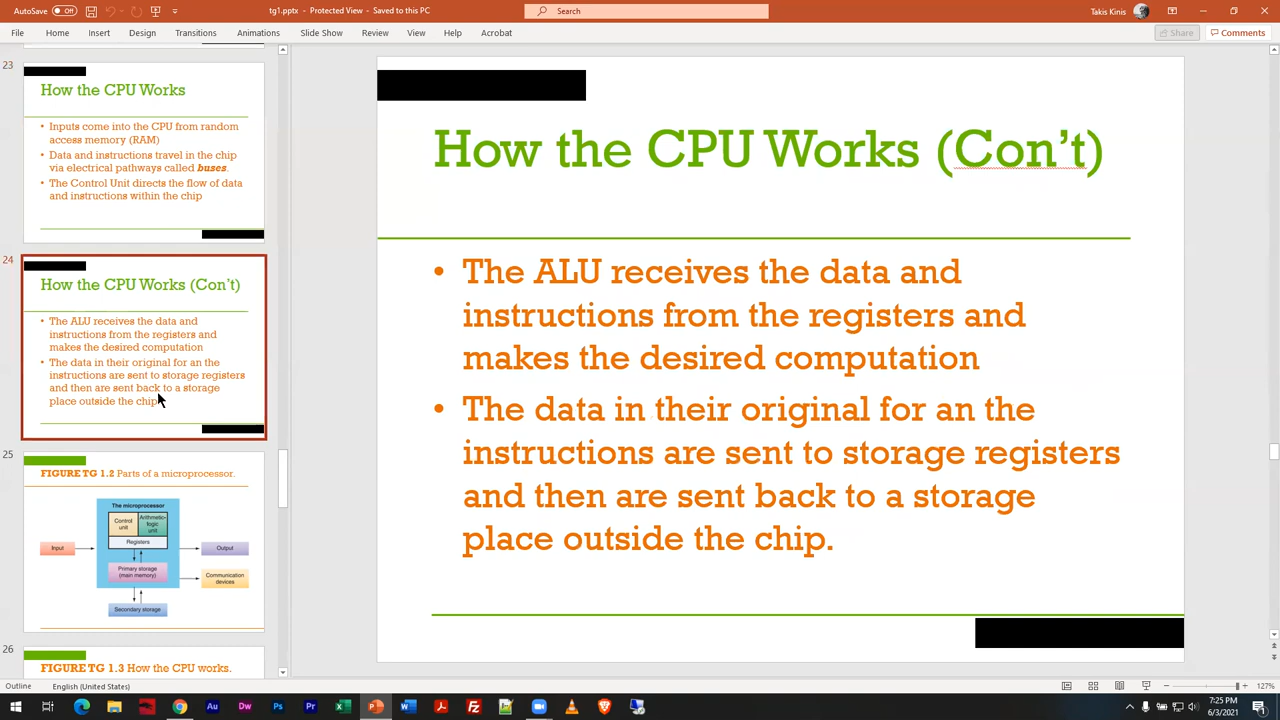 AutoSave Off tg1.pptx - Protected View - Saved to this PC Search Takis Kinis
File Home Insert Design Transitions Animations Slide Show Review View Help Acrobat Share Comments
23
How the CPU Works
• Inputs come into the CPU from random
access memory (RAM)
• Data and instructions travel in the chip
via electrical pathways called buses.
• The Control Unit directs the flow of data
and instructions within the chip
24
How the CPU Works (Con't)
• The ALU receives the data and
instructions from the registers and
makes the desired computation
• The data in their original for an the
instructions are sent to storage registers
and then are sent back to a storage
place outside the chip.
25
FIGURE TG 1.2 Parts of a microprocessor.
The microprocessor
Control
unit
Arithmetic-
logic
unit
Registers
Input
Output
Primary storage
(main memory)
Communication
devices
Secondary storage
26
FIGURE TG 1.3 How the CPU works.
How the CPU Works (Con't)
• The ALU receives the data and
instructions from the registers and
makes the desired computation
• The data in their original for an the
instructions are sent to storage registers
and then are sent back to a storage
place outside the chip.
Outline English (United States) 127%
Au Dw Ps Pr
7:25 PM
6/3/2021